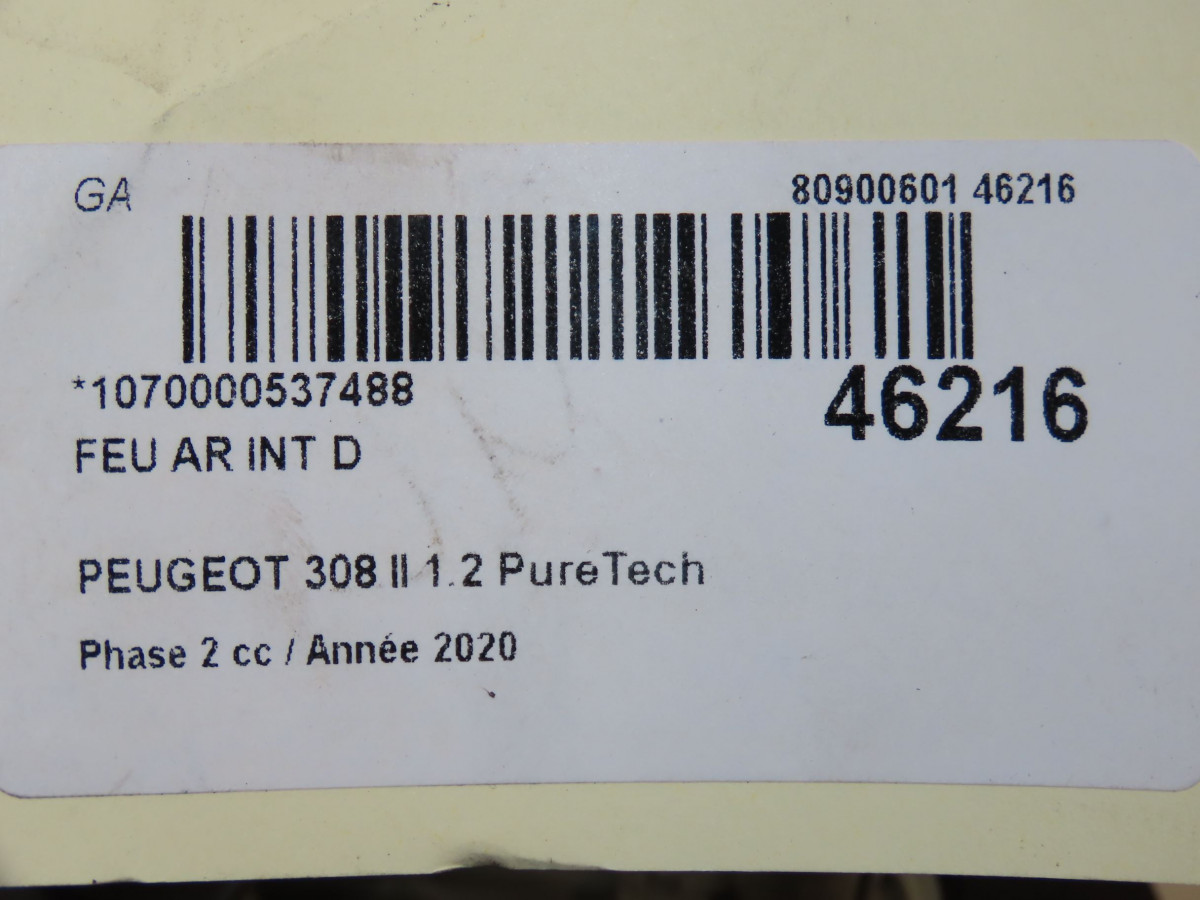 GA
80900601 46216
*1070000537488
46216
FEU AR INT D
PEUGEOT 308 II 1.2 PureTech
Phase 2 cc / Année 2020